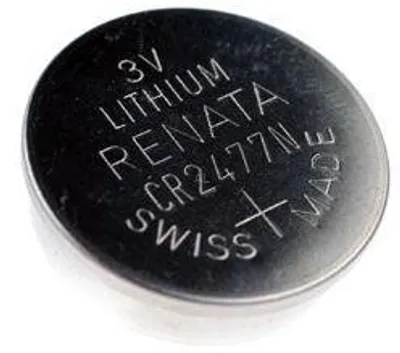 3V
LITHIUM
RENATA
CR2477N
SWISS + MADE